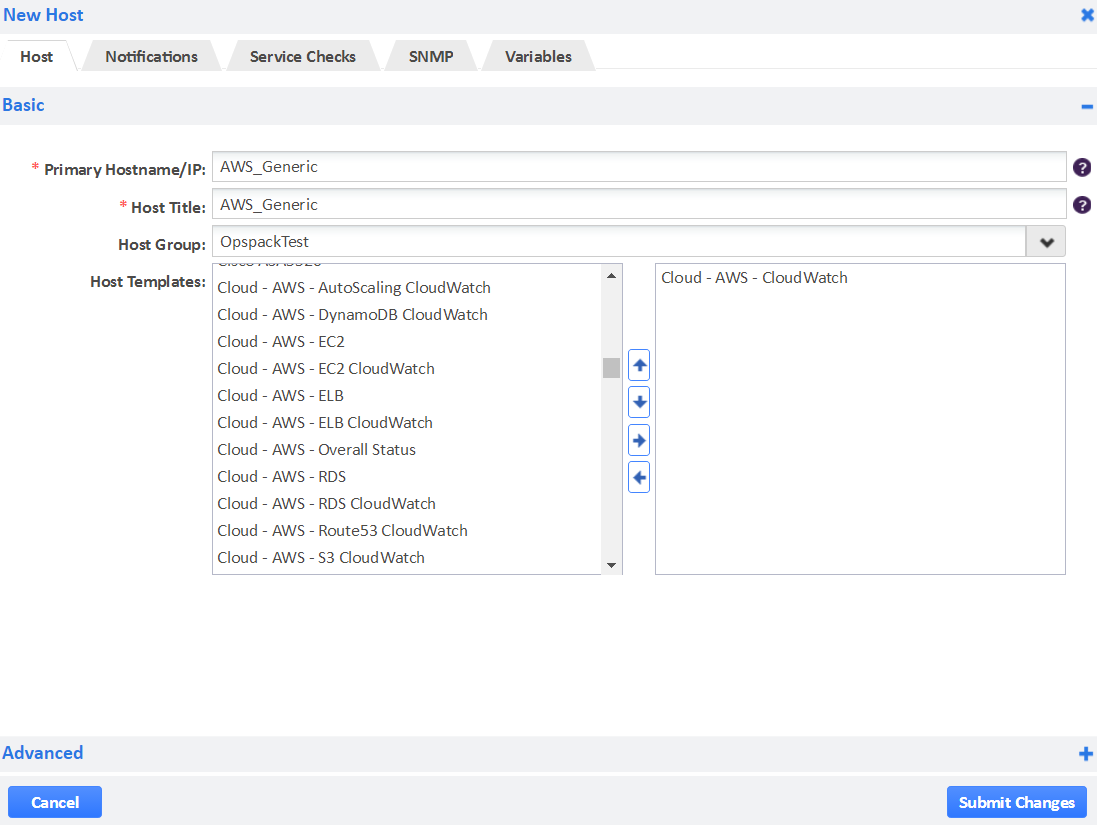 New Host
Host Notifications Service Checks SNMP Variables
Basic
* Primary Hostname/IP: AWS_Generic
* Host Title: AWS_Generic
Host Group: OpspackTest
Host Templates:
Cloud - AWS - AutoScaling CloudWatch
Cloud - AWS - DynamoDB CloudWatch
Cloud - AWS - EC2
Cloud - AWS - EC2 CloudWatch
Cloud - AWS - ELB
Cloud - AWS - ELB CloudWatch
Cloud - AWS - Overall Status
Cloud - AWS - RDS
Cloud - AWS - RDS CloudWatch
Cloud - AWS - Route53 CloudWatch
Cloud - AWS - S3 CloudWatch
Cloud - AWS - CloudWatch
Advanced
Cancel Submit Changes